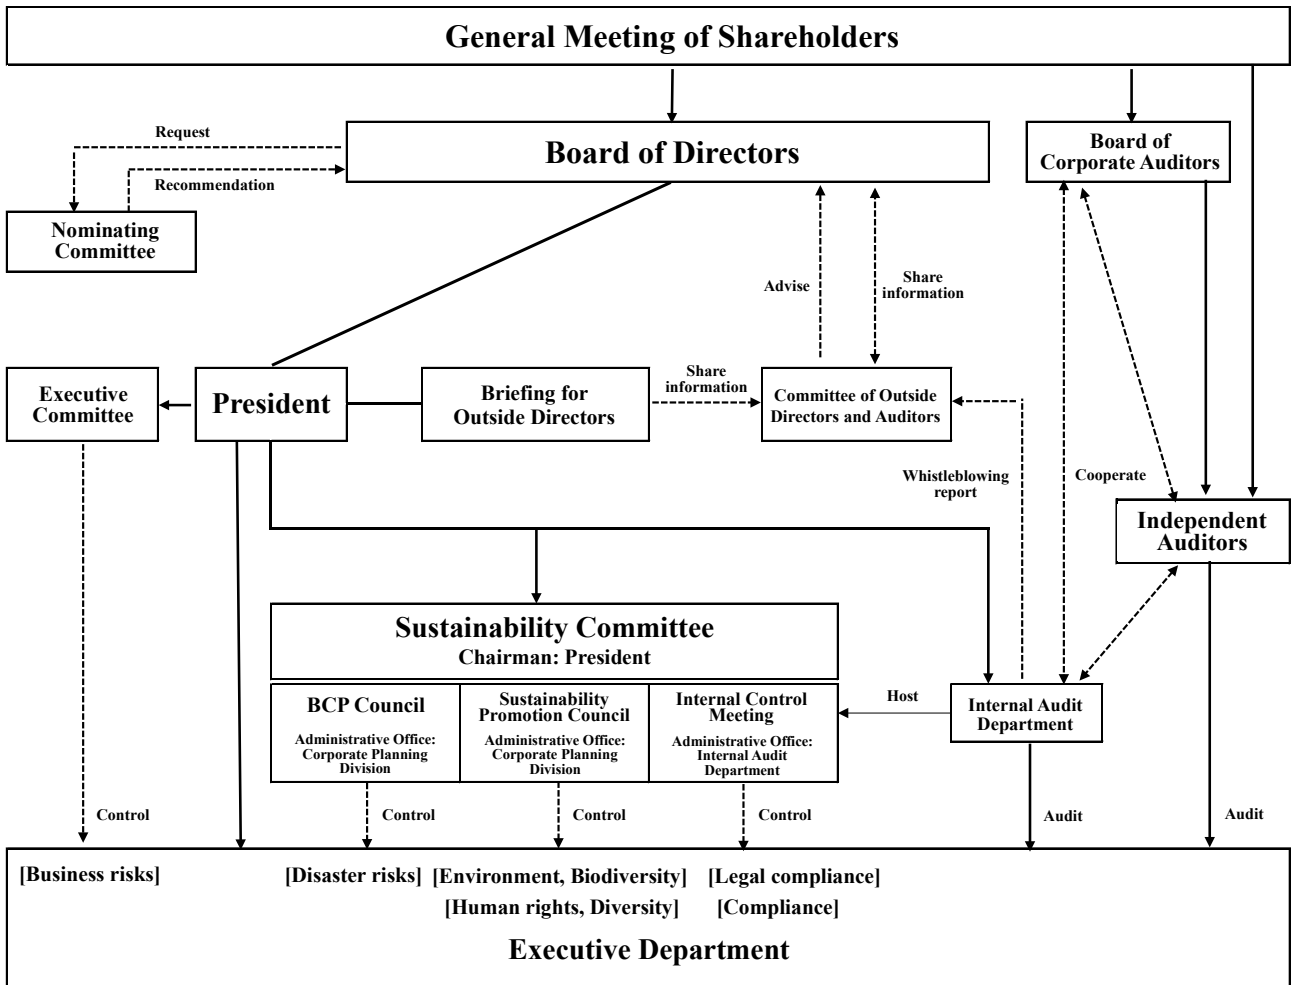 General Meeting of Shareholders
Request
Board of Directors
Board of
Corporate Auditors
Recommendation
Nominating
Committee
Advise
Share
information
Executive
Committee
President
Briefing for
Outside Directors
Share
information
Committee of Outside
Directors and Auditors
Whistleblowing
report
Cooperate
Independent
Auditors
Sustainability Committee
Chairman: President
BCP Council
Administrative Office:
Corporate Planning
Division
Sustainability
Promotion Council
Administrative Office:
Corporate Planning
Division
Internal Control
Meeting
Administrative Office:
Internal Audit
Department
Host
Internal Audit
Department
Control
Control
Control
Control
Audit
Audit
[Business risks]
[Disaster risks]
[Environment, Biodiversity]
[Legal compliance]
[Human rights, Diversity]
[Compliance]
Executive Department